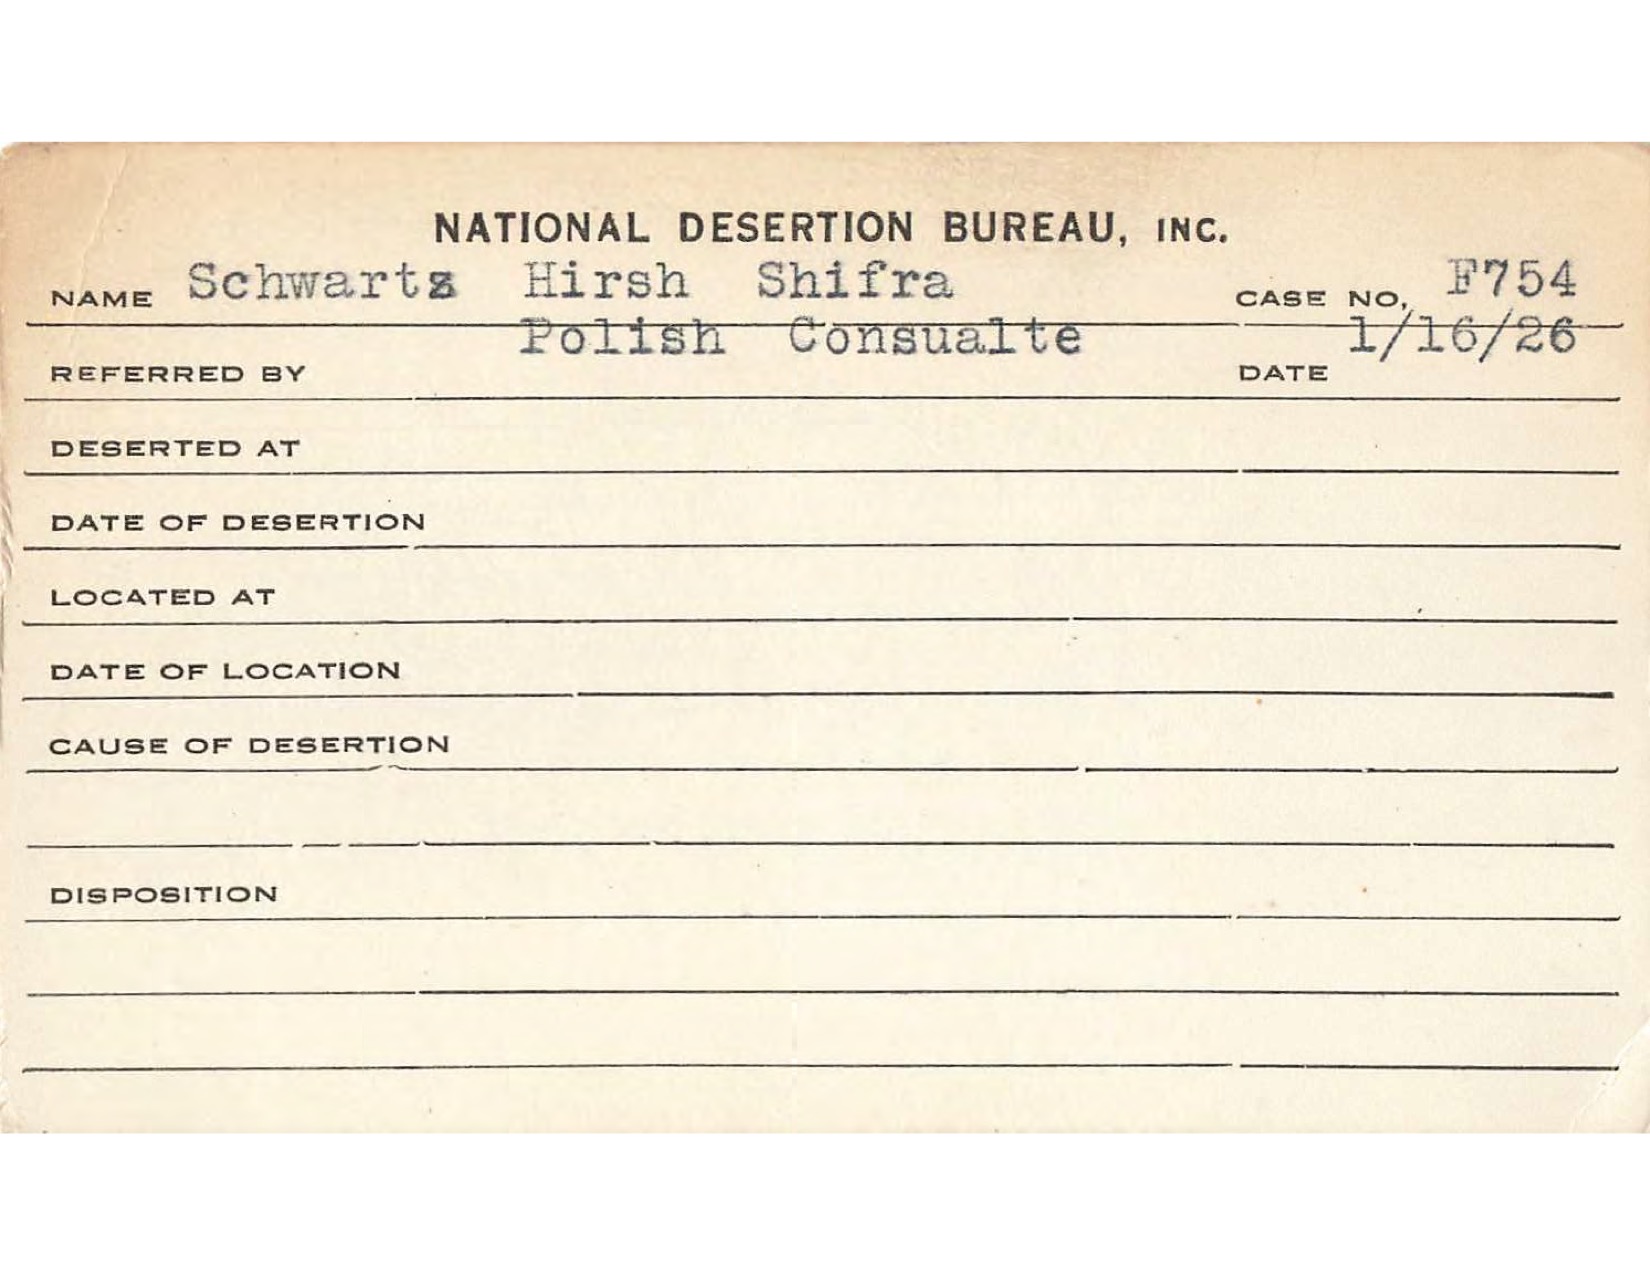 NATIONAL DESERTION BUREAU, INC.
NAME Schwartz Hirsh Shifra CASE NO, F754
REFERRED BY Polish Consualte DATE 1/16/26
DESERTED AT
DATE OF DESERTION
LOCATED AT
DATE OF LOCATION
CAUSE OF DESERTION
DISPOSITION